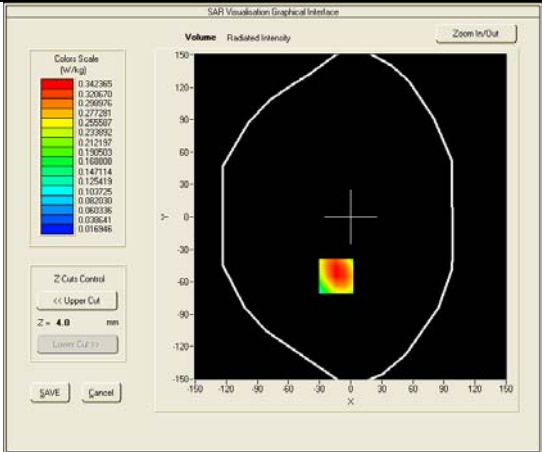 SAR Visualisation Graphical Interface
Volume Radiated Intensity
Zoom In/Out
Colors Scale
(W/kg)
0.342365
0.320670
0.298976
0.277281
0.255587
0.233892
0.212197
0.190503
0.168808
0.147114
0.125419
0.103725
0.082030
0.060336
0.038641
0.016946
Z-Cuts Control
<< Upper Cut
Z = 4.0 mm
Lower Cut >>
SAVE Cancel
150
120
90
60
30
0
-30
-60
-90
-120
-150
Y
-150 -120 -90 -60 -30 0 30 60 90 120 150
X